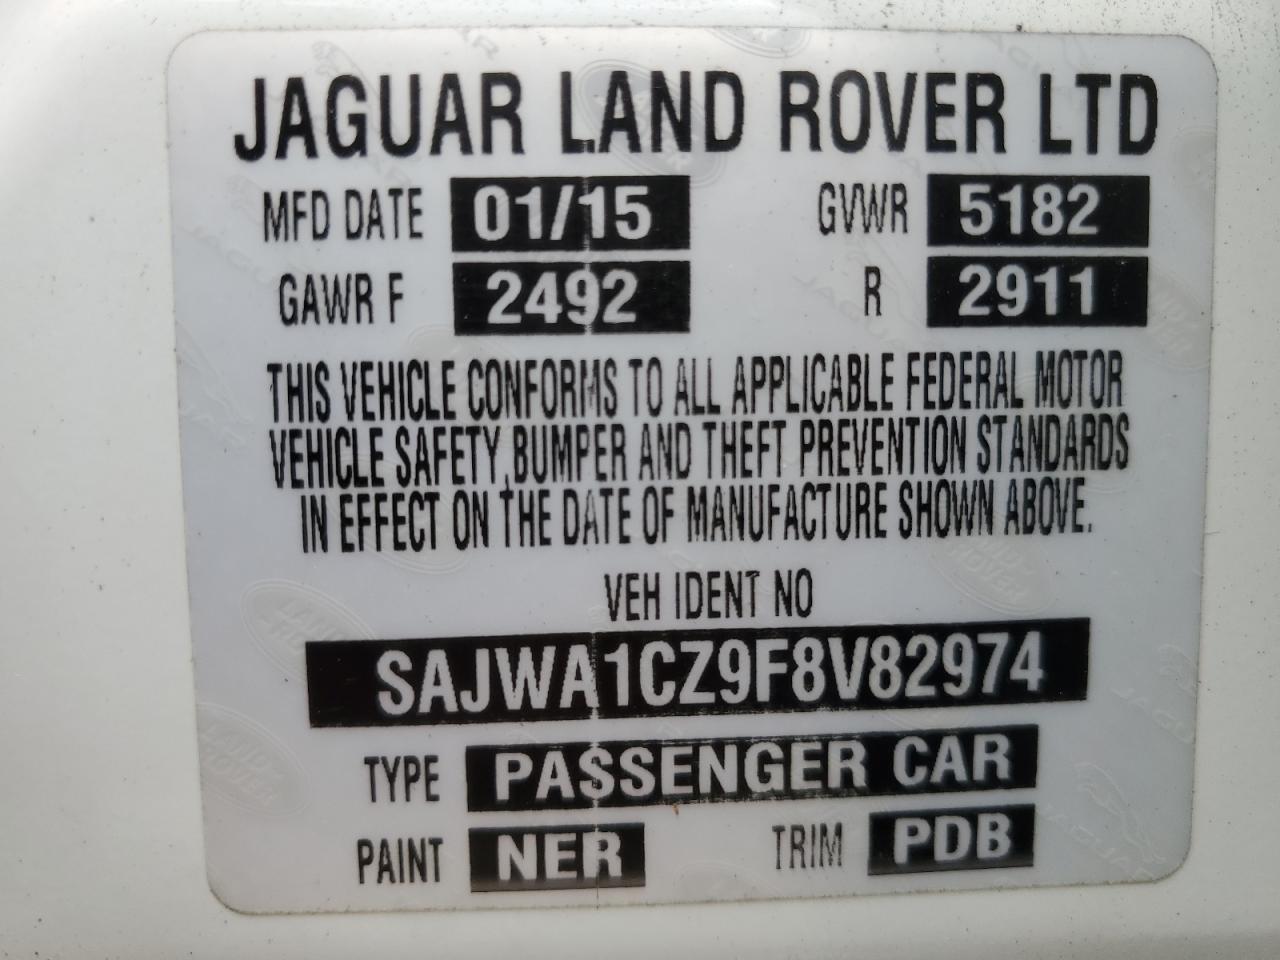 JAGUAR LAND ROVER LTD
MFD DATE 01/15 GVWR 5182
GAWR F 2492 R 2911
THIS VEHICLE CONFORMS TO ALL APPLICABLE FEDERAL MOTOR
VEHICLE SAFETY, BUMPER AND THEFT PREVENTION STANDARDS
IN EFFECT ON THE DATE OF MANUFACTURE SHOWN ABOVE.
VEH IDENT NO
SAJWA1CZ9F8V82974
TYPE PASSENGER CAR
PAINT NER TRIM PDB